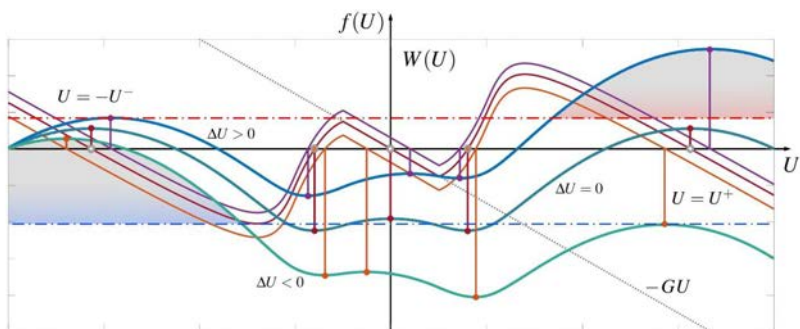 f(U)
W(U)
U = −U⁻
ΔU > 0
U
ΔU = 0
U = U⁺
ΔU < 0
−GU